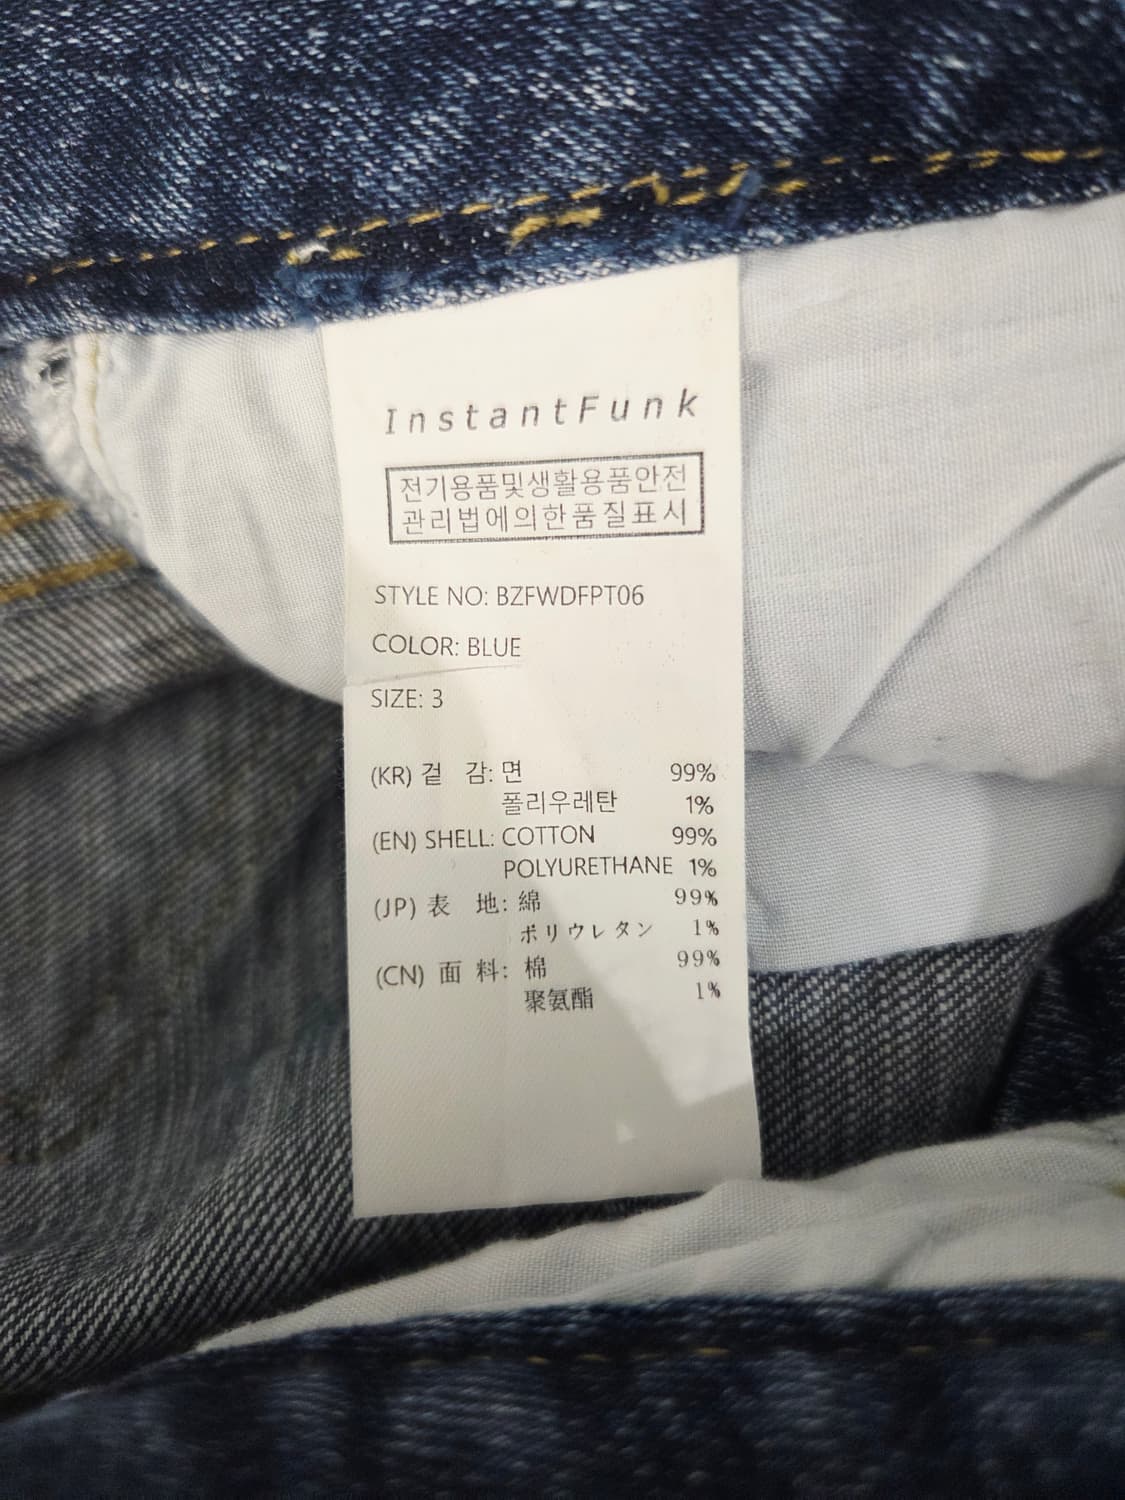 InstantFunk
전기용품및생활용품안전
관리법에의한품질표시
STYLE NO: BZFWDFPT06
COLOR: BLUE
SIZE: 3
(KR) 겉 감: 면 99%
폴리우레탄 1%
(EN) SHELL: COTTON 99%
POLYURETHANE 1%
(JP) 表 地: 綿 99%
ポリウレタン 1%
(CN) 面 料: 棉 99%
聚氨酯 1%